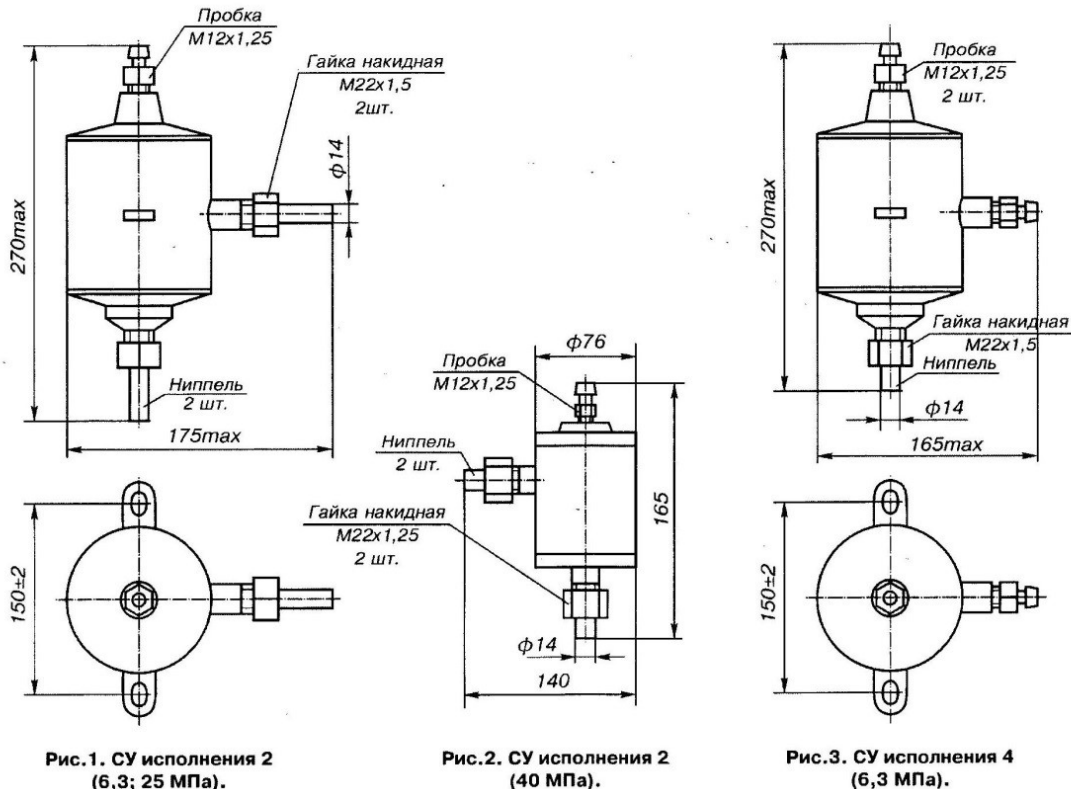 Пробка
М12х1,25
Гайка накидная
М22х1,5
2шт.
ф14
270max
Ниппель
2 шт.
175max
150±2
Рис.1. СУ исполнения 2
(6,3; 25 МПа).
ф76
Пробка
М12х1,25
Ниппель
2 шт.
Гайка накидная
М22х1,25
2 шт.
165
ф14
140
Рис.2. СУ исполнения 2
(40 МПа).
Пробка
М12х1,25
2 шт.
270max
Гайка накидная
М22х1,5
Ниппель
ф14
165max
150±2
Рис.3. СУ исполнения 4
(6,3 МПа).